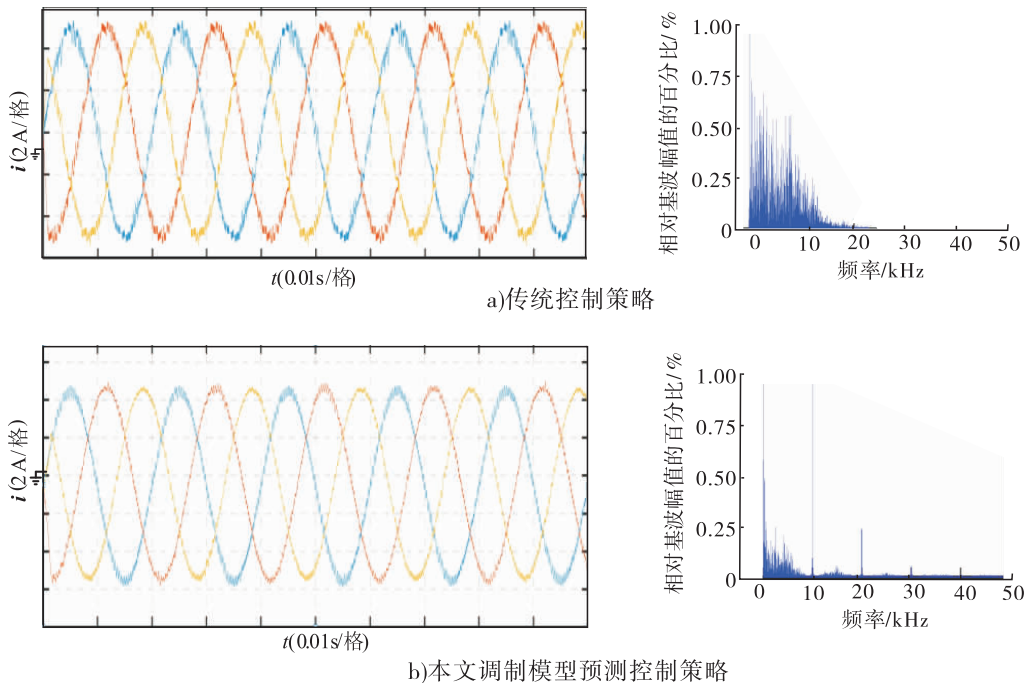 i(2 A/格)
t(0.01s/格)
相对基波幅值的百分比/%
1.00
0.75
0.50
0.25
0
0 10 20 30 40 50
频率/kHz
a)传统控制策略
i(2 A/格)
t(0.01s/格)
相对基波幅值的百分比/%
1.00
0.75
0.50
0.25
0
0 10 20 30 40 50
频率/kHz
b)本文调制模型预测控制策略